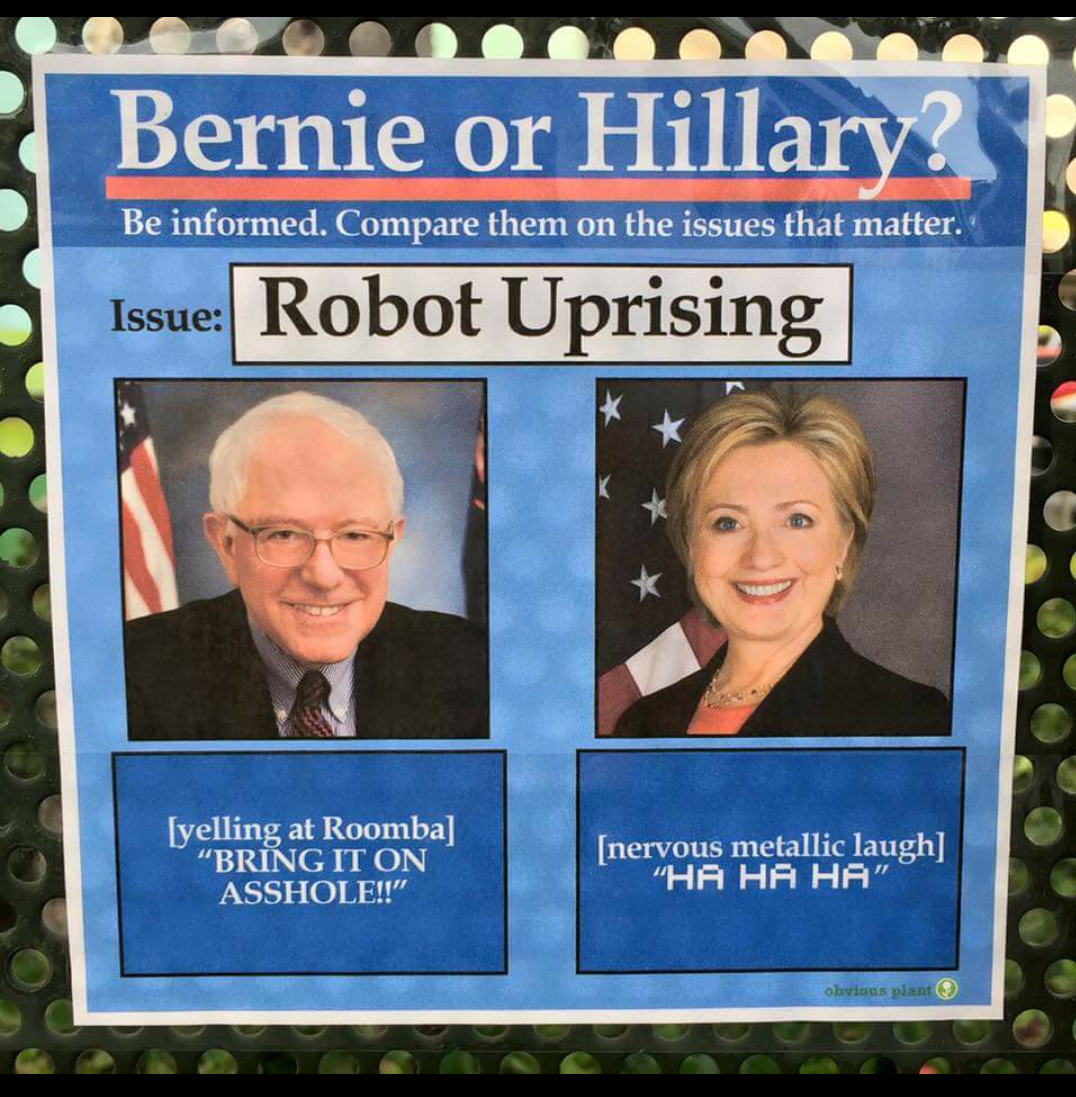 Bernie or Hillary?
Be informed. Compare them on the issues that matter.
Issue: Robot Uprising
[yelling at Roomba]
“BRING IT ON
ASSHOLE!!”
[nervous metallic laugh]
“HA HA HA”
obvious plant